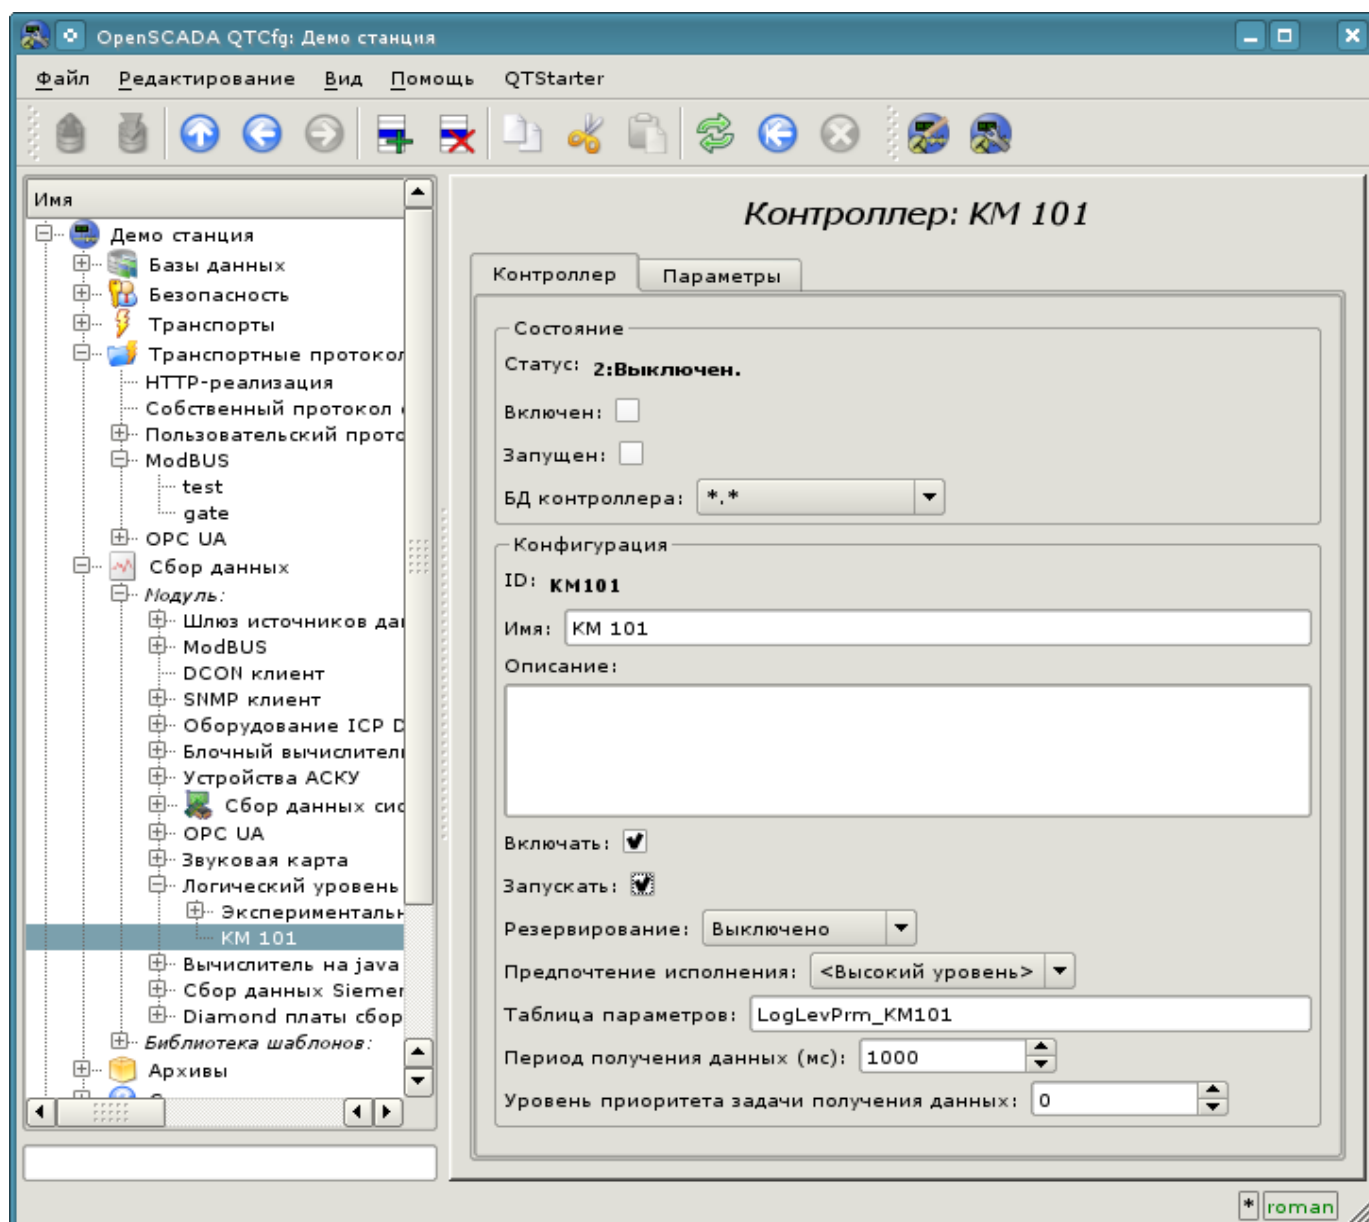 OpenSCADA QTCfg: Демо станция
Файл Редактирование Вид Помощь QTStarter
Имя
Демо станция
Базы данных
Безопасность
Транспорты
Транспортные протокол
HTTP-реализация
Собственный протокол
Пользовательский прото
ModBUS
test
gate
OPC UA
Сбор данных
Модуль:
Шлюз источников да
ModBUS
DCON клиент
SNMP клиент
Оборудование ICP D
Блочный вычислител
Устройства АСКУ
Сбор данных сис
OPC UA
Звуковая карта
Логический уровень
Эксперименталь
КМ 101
Вычислитель на java
Сбор данных Siemer
Diamond платы сбор
Библиотека шаблонов:
Архивы
Контроллер: КМ 101
Контроллер Параметры
Состояние
Статус: 2:Выключен.
Включен:
Запущен:
БД контроллера: *.*
Конфигурация
ID: KM101
Имя: КМ 101
Описание:
Включать:
Запускать:
Резервирование: Выключено
Предпочтение исполнения: <Высокий уровень>
Таблица параметров: LogLevPrm_KM101
Период получения данных (мс): 1000
Уровень приоритета задачи получения данных: 0
* roman